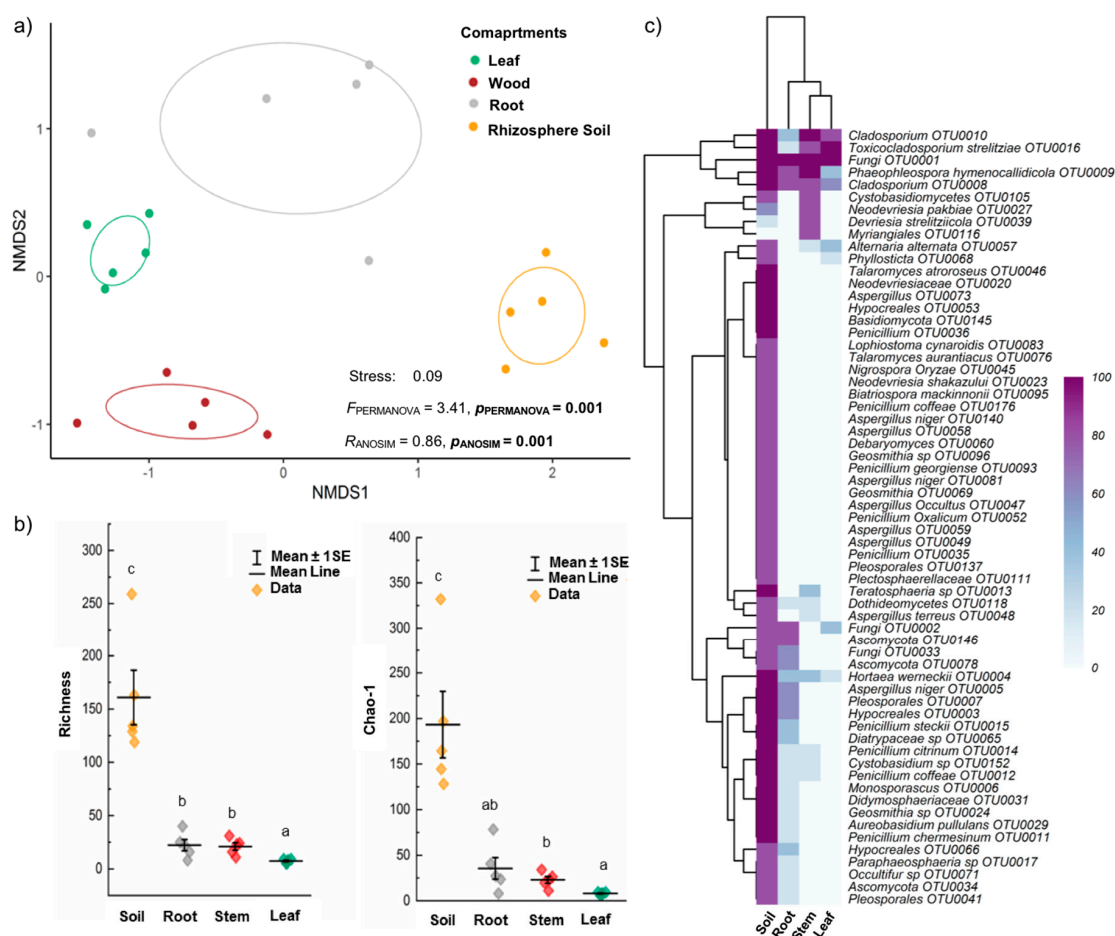 a)
2
1
0
-1
NMDS2
-1
0
1
2
NMDS1
Comaprtments
Leaf
Wood
Root
Rhizosphere Soil
Stress: 0.09
FPERMANOVA = 3.41, pPERMANOVA = 0.001
RANOSIM = 0.86, pANOSIM = 0.001
b)
Richness
300
250
200
150
100
50
0
c
b
b
a
Mean ± 1SE
Mean Line
Data
Soil Root Stem Leaf
Chao-1
400
350
300
250
200
150
100
50
0
c
ab
b
a
Mean ± 1SE
Mean Line
Data
Soil Root Stem Leaf
c)
Cladosporium OTU0010
Toxicocladosporium strelitziae OTU0016
Fungi OTU0001
Phaeophleospora hymenocallidicola OTU0009
Cladosporium OTU0008
Cystobasidiomycetes OTU0105
Neodevriesia pakbiae OTU0027
Devriesia strelitziicola OTU0039
Myriangiales OTU0116
Alternaria alternata OTU0057
Phyllosticta OTU0068
Talaromyces atroroseus OTU0046
Neodevriesiaceae OTU0020
Aspergillus OTU0073
Hypocreales OTU0053
Basidiomycota OTU0145
Penicillium OTU0036
Lophiostoma cynaroidis OTU0083
Talaromyces aurantiacus OTU0076
Nigrospora Oryzae OTU0045
Neodevriesia shakazului OTU0023
Biatriospora mackinnonii OTU0095
Penicillium coffeae OTU0176
Aspergillus niger OTU0140
Aspergillus OTU0058
Debaryomyces OTU0060
Geosmithia sp OTU0096
Penicillium georgiense OTU0093
Aspergillus niger OTU0081
Geosmithia OTU0069
Aspergillus Occultus OTU0047
Penicillium Oxalicum OTU0052
Aspergillus OTU0059
Aspergillus OTU0049
Penicillium OTU0035
Pleosporales OTU0137
Plectosphaerellaceae OTU0111
Teratosphaeria sp OTU0013
Dothideomycetes OTU0118
Aspergillus terreus OTU0048
Fungi OTU0002
Ascomycota OTU0146
Fungi OTU0033
Ascomycota OTU0078
Hortaea werneckii OTU0004
Aspergillus niger OTU0005
Pleosporales OTU0007
Hypocreales OTU0003
Penicillium steckii OTU0015
Diatrypaceae sp OTU0065
Penicillium citrinum OTU0014
Cystobasidium sp OTU0152
Penicillium coffeae OTU0012
Monosporascus OTU0006
Didymosphaeriaceae OTU0031
Geosmithia sp OTU0024
Aureobasidium pullulans OTU0029
Penicillium chermesinum OTU0011
Hypocreales OTU0066
Paraphaeosphaeria sp OTU0017
Occultifur sp OTU0071
Ascomycota OTU0034
Pleosporales OTU0041
Soil Root Stem Leaf
100
80
60
40
20
0